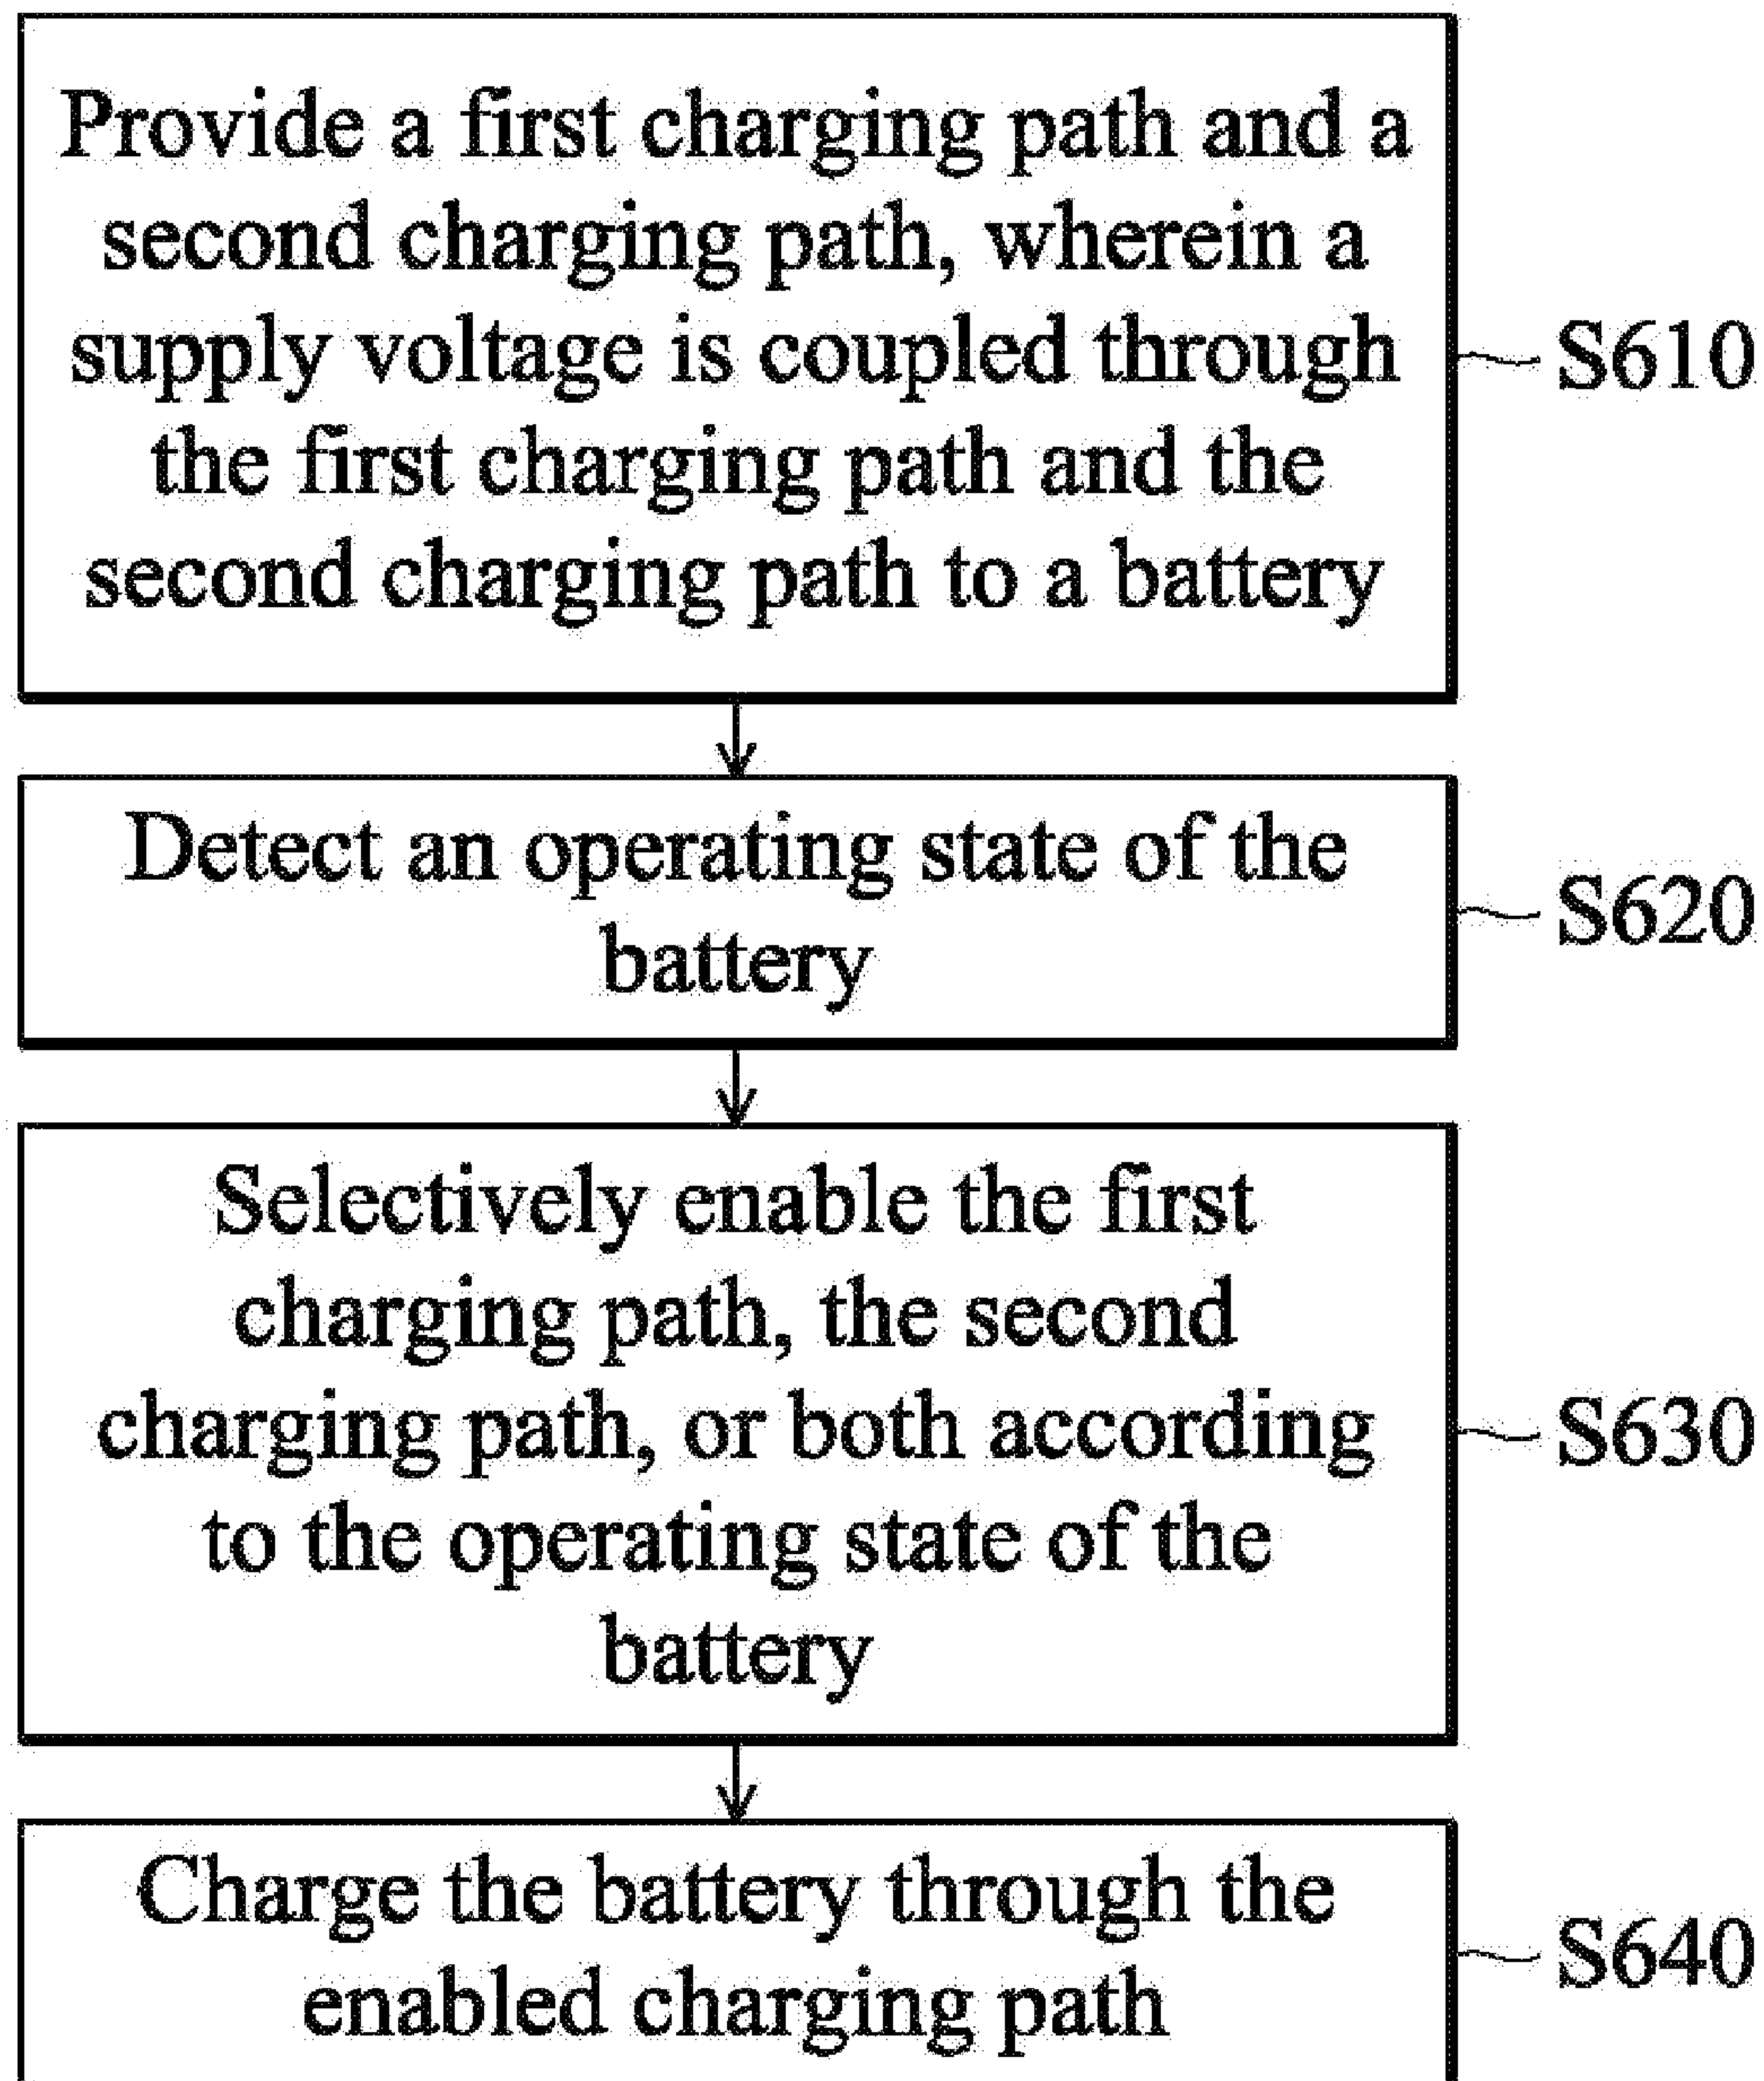 Provide a first charging path and a
second charging path, wherein a
supply voltage is coupled through
the first charging path and the
second charging path to a battery
S610
Detect an operating state of the
battery
S620
Selectively enable the first
charging path, the second
charging path, or both according
to the operating state of the
battery
S630
Charge the battery through the
enabled charging path
S640